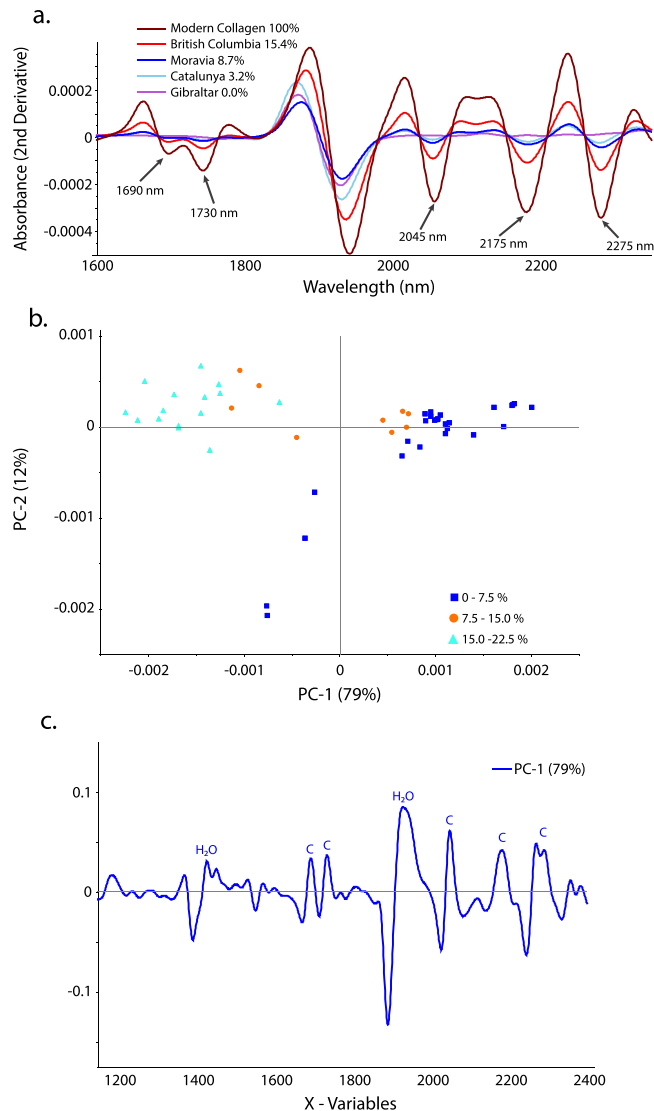 a.
Modern Collagen 100%
British Columbia 15.4%
Moravia 8.7%
Catalunya 3.2%
Gibraltar 0.0%
Absorbance (2nd Derivative)
0.0002
0
-0.0002
-0.0004
1690 nm
1730 nm
2045 nm
2175 nm
2275 nm
1600 1800 2000 2200
Wavelength (nm)
b.
0.001
0
-0.001
-0.002
PC-2 (12%)
0 - 7.5 %
7.5 - 15.0 %
15.0 -22.5 %
-0.002 -0.001 0 0.001 0.002
PC-1 (79%)
c.
PC-1 (79%)
0.1
0
-0.1
H₂O
C
C
H₂O
C
C
C
1200 1400 1600 1800 2000 2200 2400
X - Variables